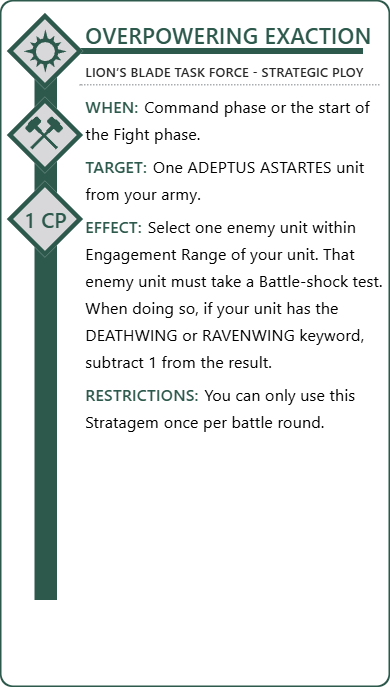 OVERPOWERING EXACTION
LION'S BLADE TASK FORCE - STRATEGIC PLOY
WHEN: Command phase or the start of
the Fight phase.
TARGET: One ADEPTUS ASTARTES unit
from your army.
1 CP
EFFECT: Select one enemy unit within
Engagement Range of your unit. That
enemy unit must take a Battle-shock test.
When doing so, if your unit has the
DEATHWING or RAVENWING keyword,
subtract 1 from the result.
RESTRICTIONS: You can only use this
Stratagem once per battle round.